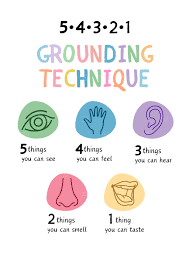 5•4•3•2•1
GROUNDING
TECHNIQUE
5 things
you can see
4 things
you can feel
3 things
you can hear
2 things
you can smell
1 thing
you can taste